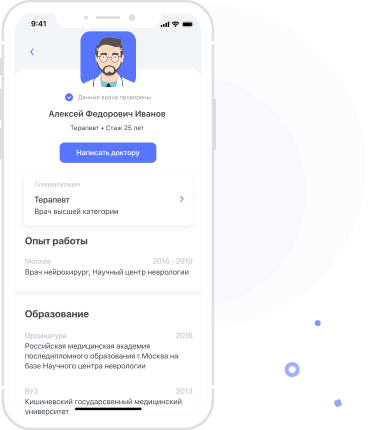 9:41
Данные врача проверены
Алексей Федорович Иванов
Терапевт • Стаж 25 лет
Написать доктору
Специализация
Терапевт
Врач высшей категории
Опыт работы
Москва 2016 - 2019
Врач нейрохирург, Научный центр неврологии
Образование
Ординатура 2016
Российская медицинская академия
последипломного образования г.Москва на
базе Научного центра неврологии
ВУЗ 2013
Кишиневский государсвенный медицинский
университет